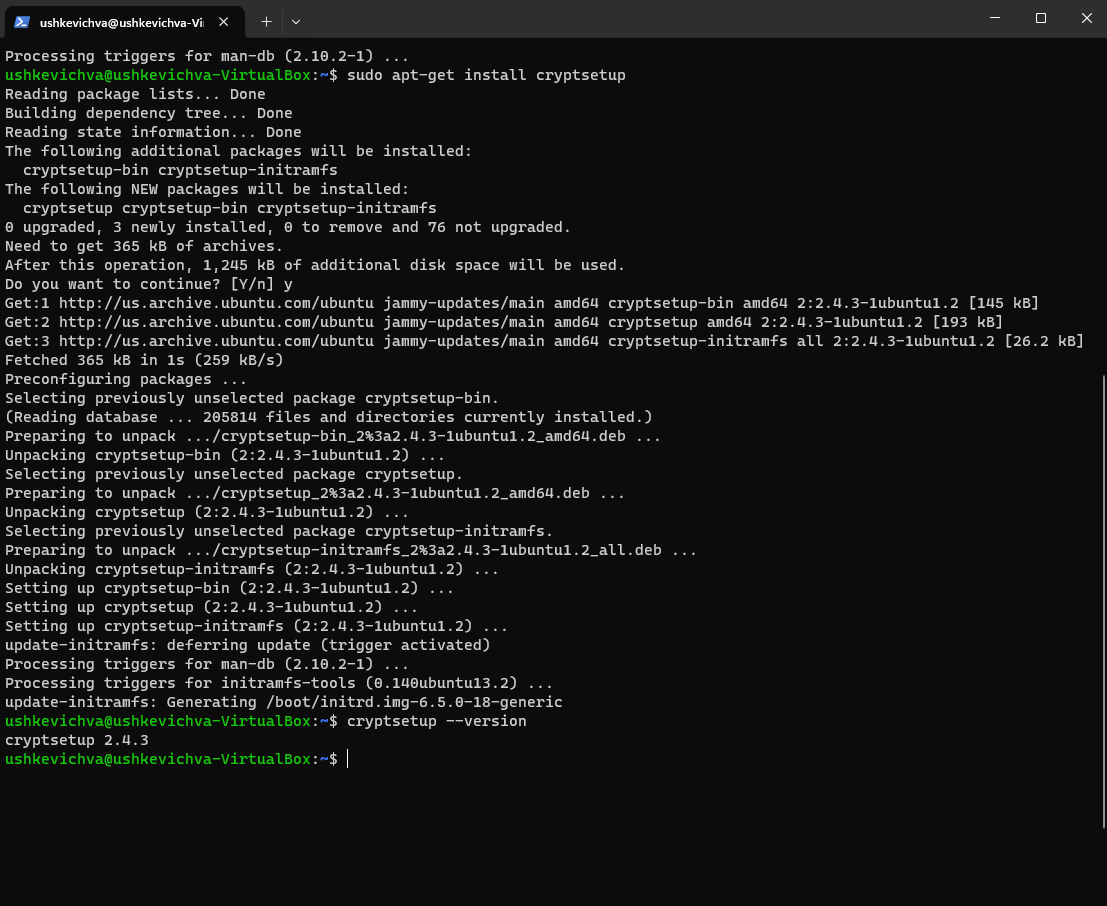 ushkevichva@ushkevichva-Vi
Processing triggers for man-db (2.10.2-1) ...
ushkevichva@ushkevichva-VirtualBox:~$ sudo apt-get install cryptsetup
Reading package lists... Done
Building dependency tree... Done
Reading state information... Done
The following additional packages will be installed:
  cryptsetup-bin cryptsetup-initramfs
The following NEW packages will be installed:
  cryptsetup cryptsetup-bin cryptsetup-initramfs
0 upgraded, 3 newly installed, 0 to remove and 76 not upgraded.
Need to get 365 kB of archives.
After this operation, 1,245 kB of additional disk space will be used.
Do you want to continue? [Y/n] y
Get:1 http://us.archive.ubuntu.com/ubuntu jammy-updates/main amd64 cryptsetup-bin amd64 2:2.4.3-1ubuntu1.2 [145 kB]
Get:2 http://us.archive.ubuntu.com/ubuntu jammy-updates/main amd64 cryptsetup amd64 2:2.4.3-1ubuntu1.2 [193 kB]
Get:3 http://us.archive.ubuntu.com/ubuntu jammy-updates/main amd64 cryptsetup-initramfs all 2:2.4.3-1ubuntu1.2 [26.2 kB]
Fetched 365 kB in 1s (259 kB/s)
Preconfiguring packages ...
Selecting previously unselected package cryptsetup-bin.
(Reading database ... 205814 files and directories currently installed.)
Preparing to unpack .../cryptsetup-bin_2%3a2.4.3-1ubuntu1.2_amd64.deb ...
Unpacking cryptsetup-bin (2:2.4.3-1ubuntu1.2) ...
Selecting previously unselected package cryptsetup.
Preparing to unpack .../cryptsetup_2%3a2.4.3-1ubuntu1.2_amd64.deb ...
Unpacking cryptsetup (2:2.4.3-1ubuntu1.2) ...
Selecting previously unselected package cryptsetup-initramfs.
Preparing to unpack .../cryptsetup-initramfs_2%3a2.4.3-1ubuntu1.2_all.deb ...
Unpacking cryptsetup-initramfs (2:2.4.3-1ubuntu1.2) ...
Setting up cryptsetup-bin (2:2.4.3-1ubuntu1.2) ...
Setting up cryptsetup (2:2.4.3-1ubuntu1.2) ...
Setting up cryptsetup-initramfs (2:2.4.3-1ubuntu1.2) ...
update-initramfs: deferring update (trigger activated)
Processing triggers for man-db (2.10.2-1) ...
Processing triggers for initramfs-tools (0.140ubuntu13.2) ...
update-initramfs: Generating /boot/initrd.img-6.5.0-18-generic
ushkevichva@ushkevichva-VirtualBox:~$ cryptsetup --version
cryptsetup 2.4.3
ushkevichva@ushkevichva-VirtualBox:~$